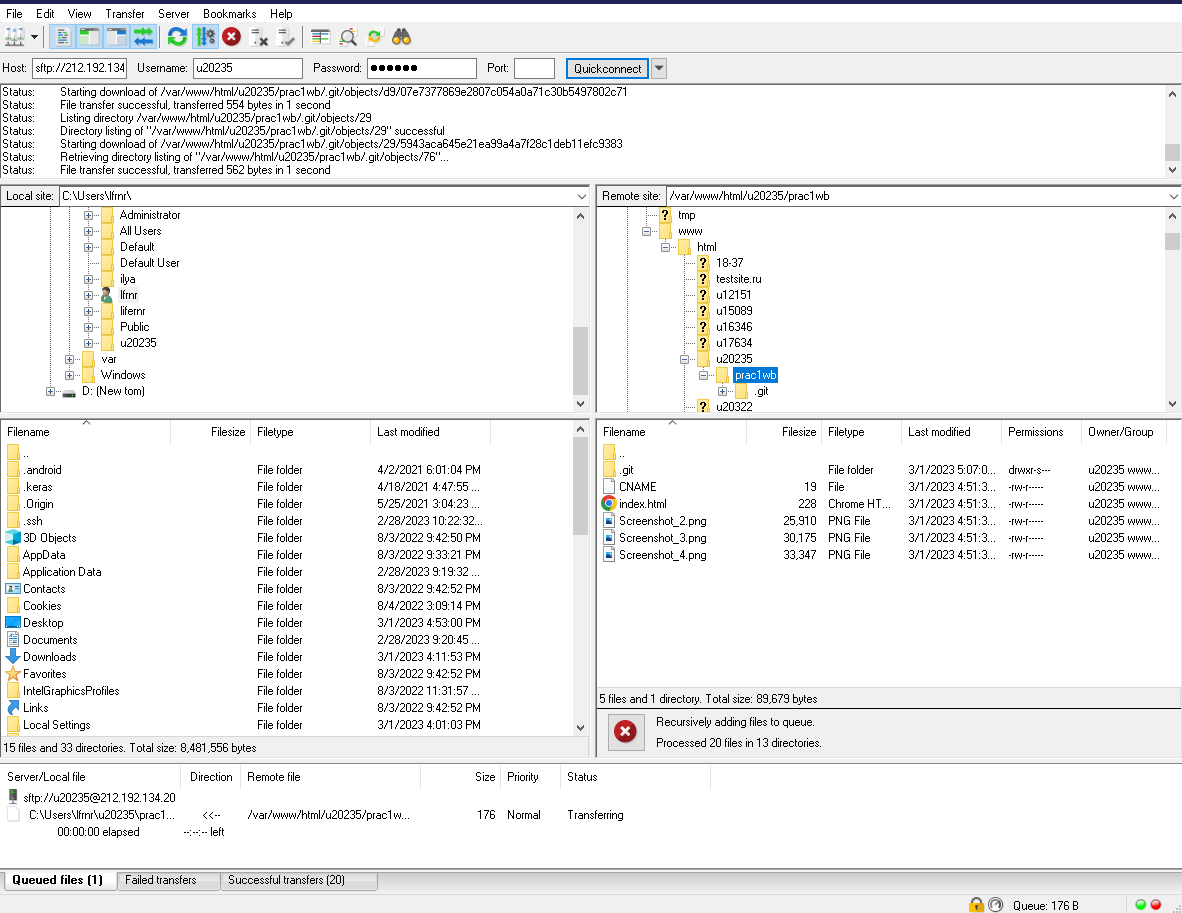 File Edit View Transfer Server Bookmarks Help
Host: sftp://212.192.134 Username: u20235 Password: ●●●●●● Port: Quickconnect
Status: Starting download of /var/www/html/u20235/prac1wb/.git/objects/d9/07e7377869e2807c054a0a71c30b5497802c71
Status: File transfer successful, transferred 554 bytes in 1 second
Status: Listing directory /var/www/html/u20235/prac1wb/.git/objects/29
Status: Directory listing of "/var/www/html/u20235/prac1wb/.git/objects/29" successful
Status: Starting download of /var/www/html/u20235/prac1wb/.git/objects/29/5943aca645e21ea99a4a7f28c1deb11efc9383
Status: Retrieving directory listing of "/var/www/html/u20235/prac1wb/.git/objects/76"...
Status: File transfer successful, transferred 562 bytes in 1 second
Local site: C:\Users\lfrnr\
Administrator
All Users
Default
Default User
ilya
lfrnr
lifernr
Public
u20235
var
Windows
D: (New tom)
Remote site: /var/www/html/u20235/prac1wb
? tmp
www
html
? 18-37
? testsite.ru
? u12151
? u15089
? u16346
? u17634
u20235
prac1wb
.git
? u20322
Filename Filesize Filetype Last modified
..
.android File folder 4/2/2021 6:01:04 PM
.keras File folder 4/18/2021 4:47:55 ...
.Origin File folder 5/25/2021 3:04:23 ...
.ssh File folder 2/28/2023 10:22:32...
3D Objects File folder 8/3/2022 9:42:50 PM
AppData File folder 8/3/2022 9:33:21 PM
Application Data File folder 2/28/2023 9:19:32 ...
Contacts File folder 8/3/2022 9:42:52 PM
Cookies File folder 8/4/2022 3:09:14 PM
Desktop File folder 3/1/2023 4:53:00 PM
Documents File folder 2/28/2023 9:20:45 ...
Downloads File folder 3/1/2023 4:11:53 PM
Favorites File folder 8/3/2022 9:42:52 PM
IntelGraphicsProfiles File folder 8/3/2022 11:31:57 ...
Links File folder 8/3/2022 9:42:52 PM
Local Settings File folder 3/1/2023 4:01:03 PM
15 files and 33 directories. Total size: 8,481,556 bytes
Filename Filesize Filetype Last modified Permissions Owner/Group
..
.git File folder 3/1/2023 5:07:0... drwxr-s--- u20235 www...
CNAME 19 File 3/1/2023 4:51:3... -rw-r----- u20235 www...
index.html 228 Chrome HT... 3/1/2023 4:51:3... -rw-r----- u20235 www...
Screenshot_2.png 25,910 PNG File 3/1/2023 4:51:3... -rw-r----- u20235 www...
Screenshot_3.png 30,175 PNG File 3/1/2023 4:51:3... -rw-r----- u20235 www...
Screenshot_4.png 33,347 PNG File 3/1/2023 4:51:3... -rw-r----- u20235 www...
5 files and 1 directory. Total size: 89,679 bytes
Recursively adding files to queue.
Processed 20 files in 13 directories.
Server/Local file Direction Remote file Size Priority Status
sftp://u20235@212.192.134.20
C:\Users\lfrnr\u20235\prac1... <<-- /var/www/html/u20235/prac1w... 176 Normal Transferring
00:00:00 elapsed --:--:-- left
Queued files (1) Failed transfers Successful transfers (20)
Queue: 176 B